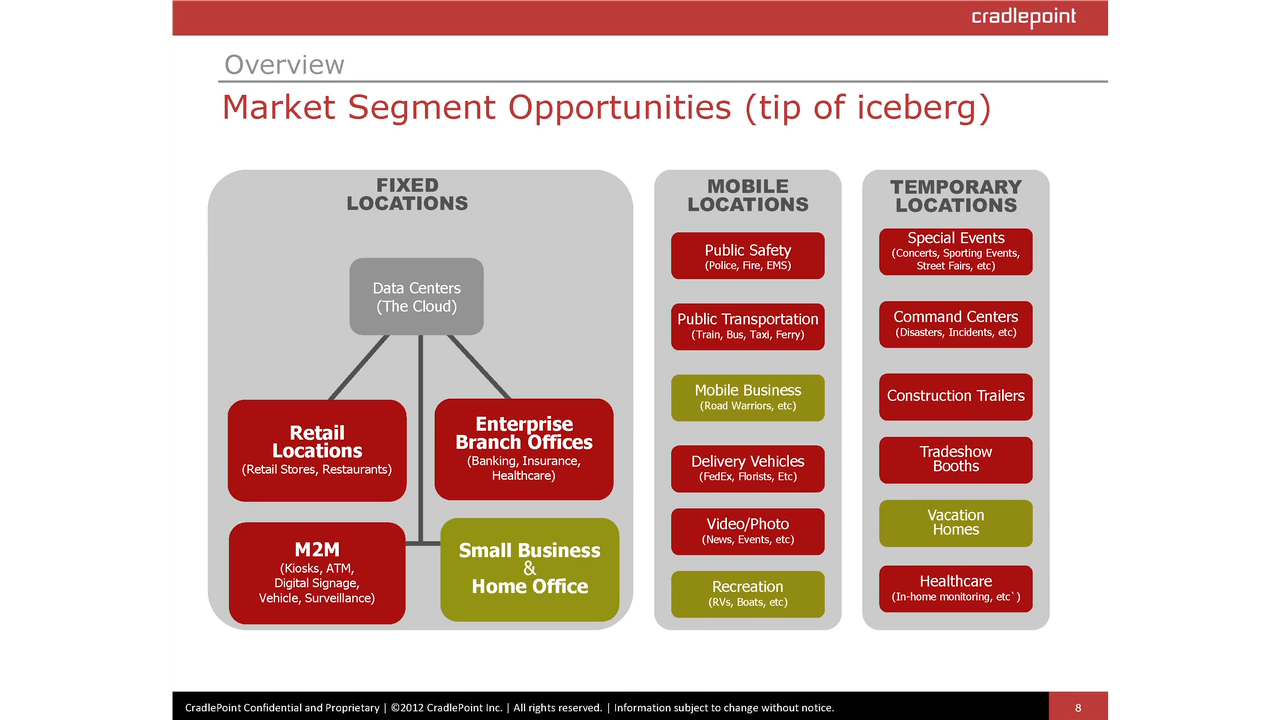 cradlepoint
Overview
Market Segment Opportunities (tip of iceberg)
FIXED
LOCATIONS
Data Centers
(The Cloud)
Retail
Locations
(Retail Stores, Restaurants)
Enterprise
Branch Offices
(Banking, Insurance,
Healthcare)
M2M
(Kiosks, ATM,
Digital Signage,
Vehicle, Surveillance)
Small Business
&
Home Office
MOBILE
LOCATIONS
Public Safety
(Police, Fire, EMS)
Public Transportation
(Train, Bus, Taxi, Ferry)
Mobile Business
(Road Warriors, etc)
Delivery Vehicles
(FedEx, Florists, Etc)
Video/Photo
(News, Events, etc)
Recreation
(RVs, Boats, etc)
TEMPORARY
LOCATIONS
Special Events
(Concerts, Sporting Events,
Street Fairs, etc)
Command Centers
(Disasters, Incidents, etc)
Construction Trailers
Tradeshow
Booths
Vacation
Homes
Healthcare
(In-home monitoring, etc`)
CradlePoint Confidential and Proprietary | ©2012 CradlePoint Inc. | All rights reserved. | Information subject to change without notice.
8